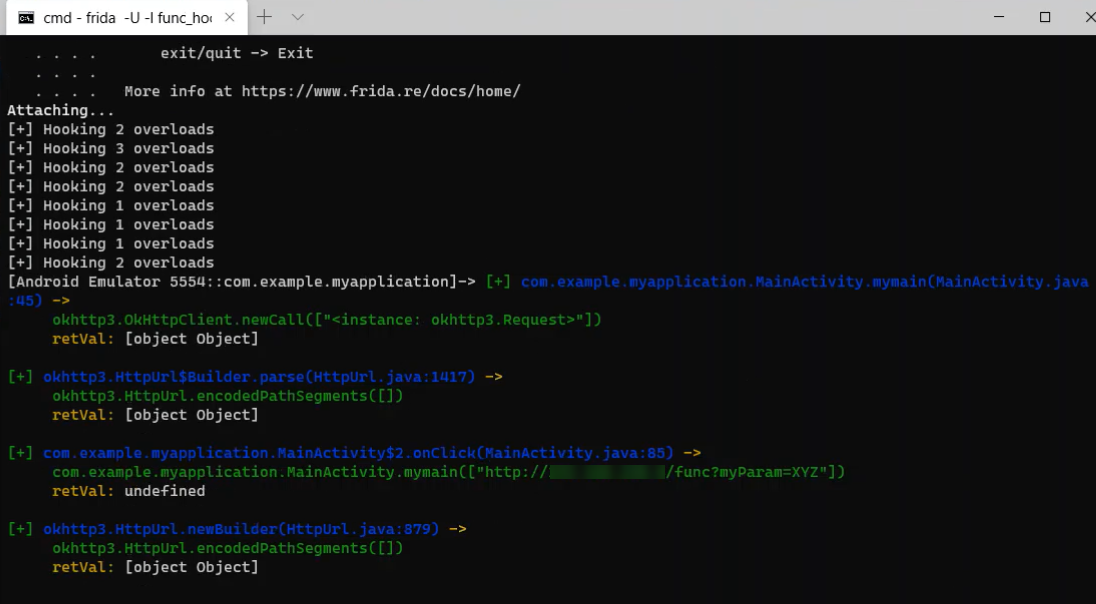 cmd - frida -U -l func_hoo
. . . . exit/quit -> Exit
. . . .
. . . . More info at https://www.frida.re/docs/home/
Attaching...
[+] Hooking 2 overloads
[+] Hooking 3 overloads
[+] Hooking 2 overloads
[+] Hooking 2 overloads
[+] Hooking 1 overloads
[+] Hooking 1 overloads
[+] Hooking 1 overloads
[+] Hooking 2 overloads
[Android Emulator 5554::com.example.myapplication]-> [+] com.example.myapplication.MainActivity.mymain(MainActivity.java
:45) ->
okhttp3.OkHttpClient.newCall(["<instance: okhttp3.Request>"])
retVal: [object Object]
[+] okhttp3.HttpUrl$Builder.parse(HttpUrl.java:1417) ->
okhttp3.HttpUrl.encodedPathSegments([])
retVal: [object Object]
[+] com.example.myapplication.MainActivity$2.onClick(MainActivity.java:85) ->
com.example.myapplication.MainActivity.mymain(["http:///func?myParam=XYZ"])
retVal: undefined
[+] okhttp3.HttpUrl.newBuilder(HttpUrl.java:879) ->
okhttp3.HttpUrl.encodedPathSegments([])
retVal: [object Object]